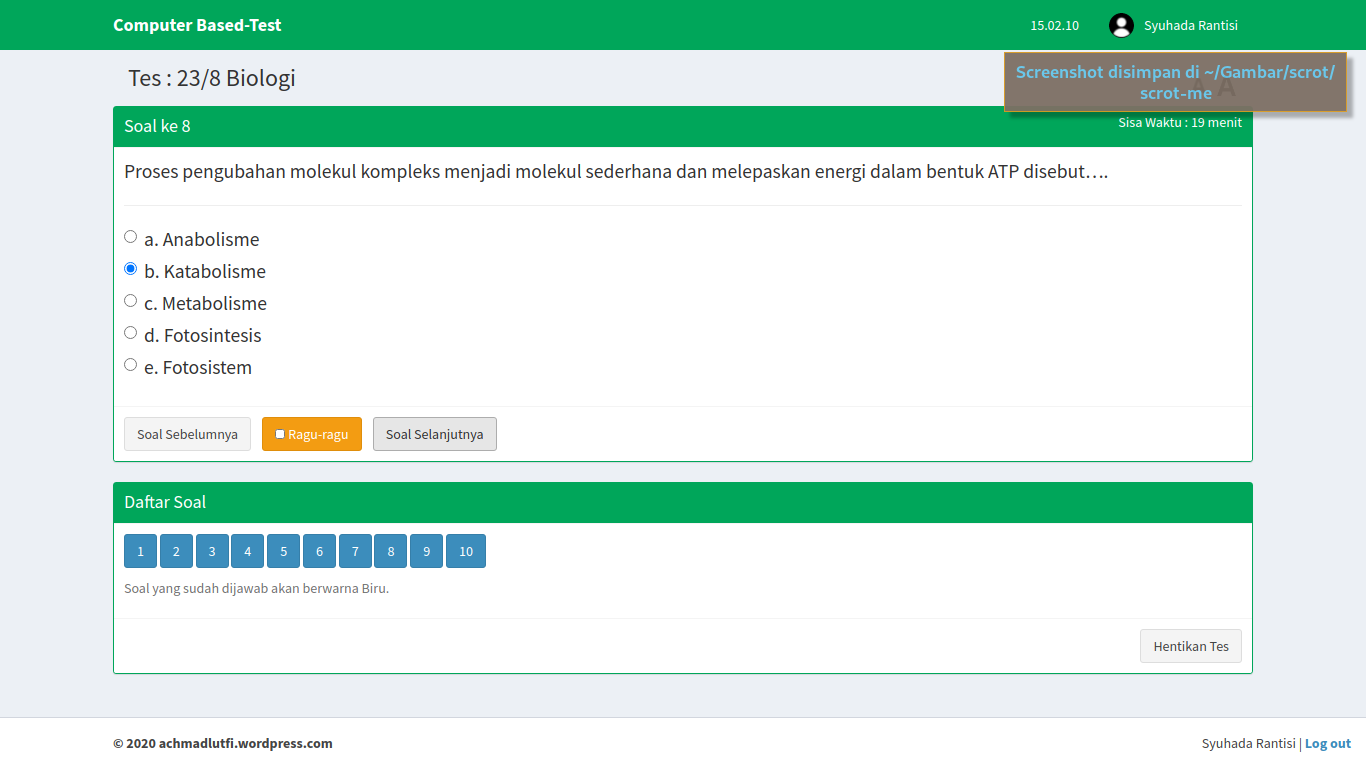 Computer Based-Test
15.02.10
Syuhada Rantisi
Tes : 23/8 Biologi
A
Screenshot disimpan di ~/Gambar/scrot/
scrot-me
Soal ke 8
Sisa Waktu : 19 menit
Proses pengubahan molekul kompleks menjadi molekul sederhana dan melepaskan energi dalam bentuk ATP disebut….
a. Anabolisme
b. Katabolisme
c. Metabolisme
d. Fotosintesis
e. Fotosistem
Soal Sebelumnya
Ragu-ragu
Soal Selanjutnya
Daftar Soal
1 2 3 4 5 6 7 8 9 10
Soal yang sudah dijawab akan berwarna Biru.
Hentikan Tes
© 2020 achmadlutfi.wordpress.com
Syuhada Rantisi | Log out